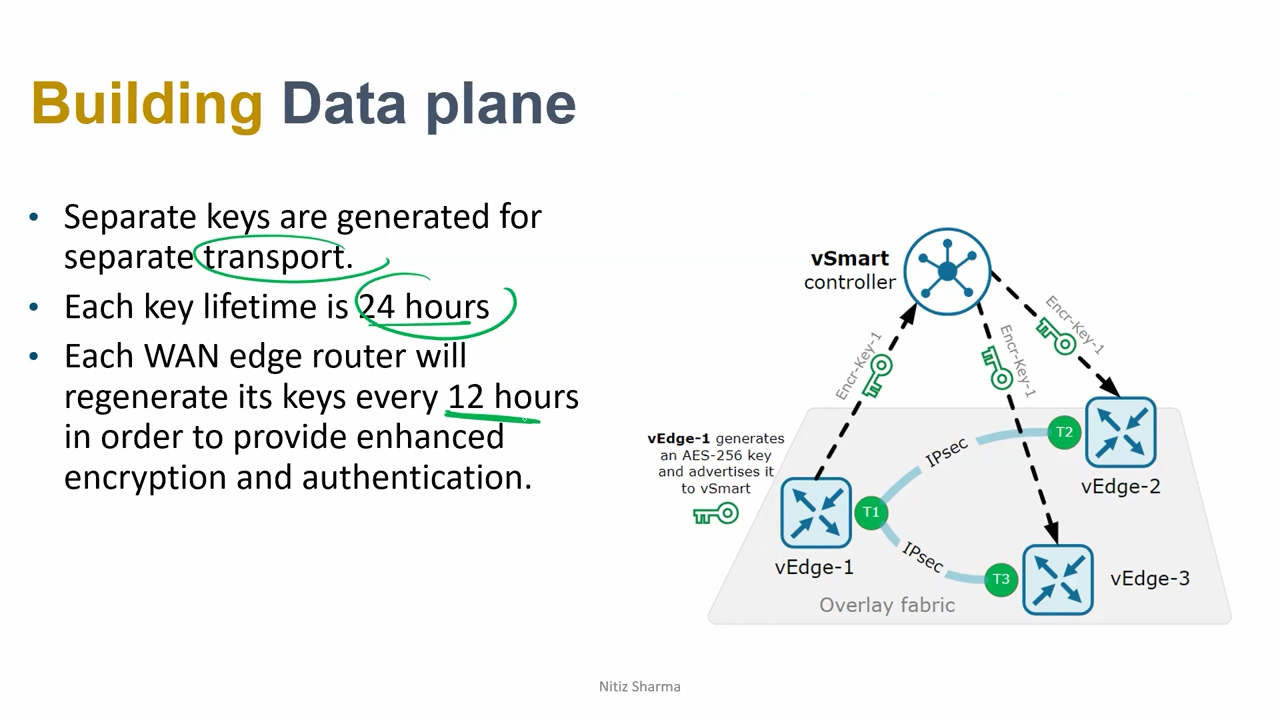 Building Data plane
• Separate keys are generated for
separate transport.
• Each key lifetime is 24 hours
• Each WAN edge router will
regenerate its keys every 12 hours
in order to provide enhanced
encryption and authentication.
vSmart
controller
Encr-Key-1
Encr-Key-1
Encr-Key-1
vEdge-1 generates
an AES-256 key
and advertises it
to vSmart
T2
IPsec
vEdge-2
T1
IPsec
vEdge-1
T3
vEdge-3
Overlay fabric
Nitiz Sharma